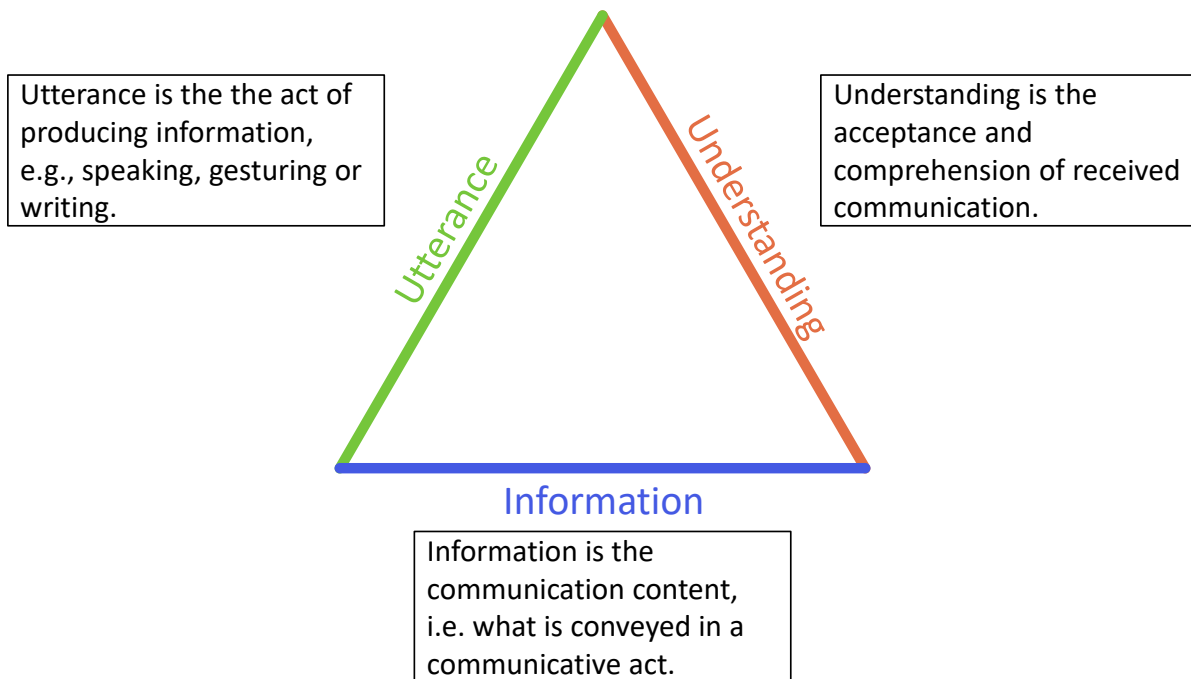 Utterance is the the act of
producing information,
e.g., speaking, gesturing or
writing.
Utterance
Understanding
Understanding is the
acceptance and
comprehension of received
communication.
Information
Information is the
communication content,
i.e. what is conveyed in a
communicative act.